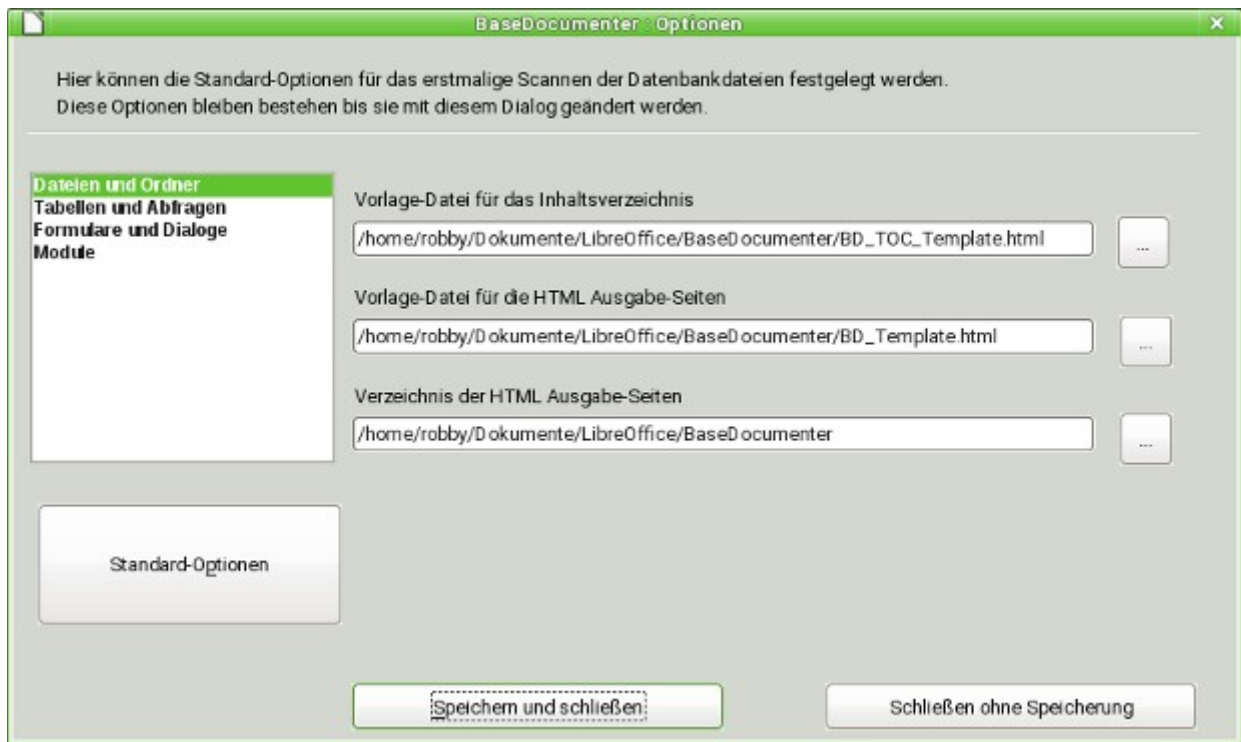 BaseDocumenter : Optionen
Hier können die Standard-Optionen für das erstmalige Scannen der Datenbankdateien festgelegt werden.
Diese Optionen bleiben bestehen bis sie mit diesem Dialog geändert werden.
Dateien und Ordner
Tabellen und Abfragen
Formulare und Dialoge
Module
Vorlage-Datei für das Inhaltsverzeichnis
/home/robby/Dokumente/LibreOffice/BaseDocumenter/BD_TOC_Template.html
...
Vorlage-Datei für die HTML Ausgabe-Seiten
/home/robby/Dokumente/LibreOffice/BaseDocumenter/BD_Template.html
...
Verzeichnis der HTML Ausgabe-Seiten
/home/robby/Dokumente/LibreOffice/BaseDocumenter
...
Standard-Optionen
Speichern und schließen
Schließen ohne Speicherung